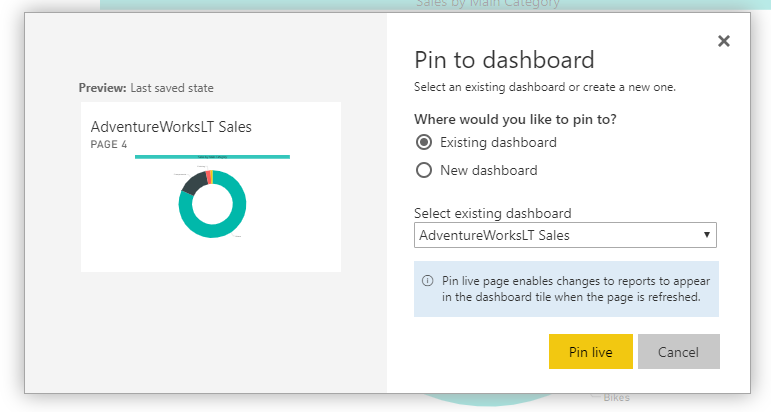 Sales by Main Category
Pin to dashboard
Select an existing dashboard or create a new one.
Preview: Last saved state
AdventureWorksLT Sales
PAGE 4
Where would you like to pin to?
Existing dashboard
New dashboard
Select existing dashboard
AdventureWorksLT Sales
Pin live page enables changes to reports to appear
in the dashboard tile when the page is refreshed.
Pin live
Cancel
Bikes